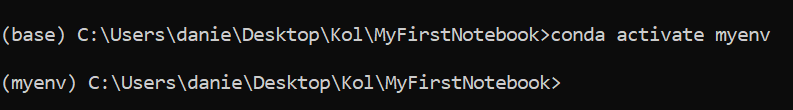 (base) C:\Users\danie\Desktop\Kol\MyFirstNotebook>conda activate myenv
(myenv) C:\Users\danie\Desktop\Kol\MyFirstNotebook>